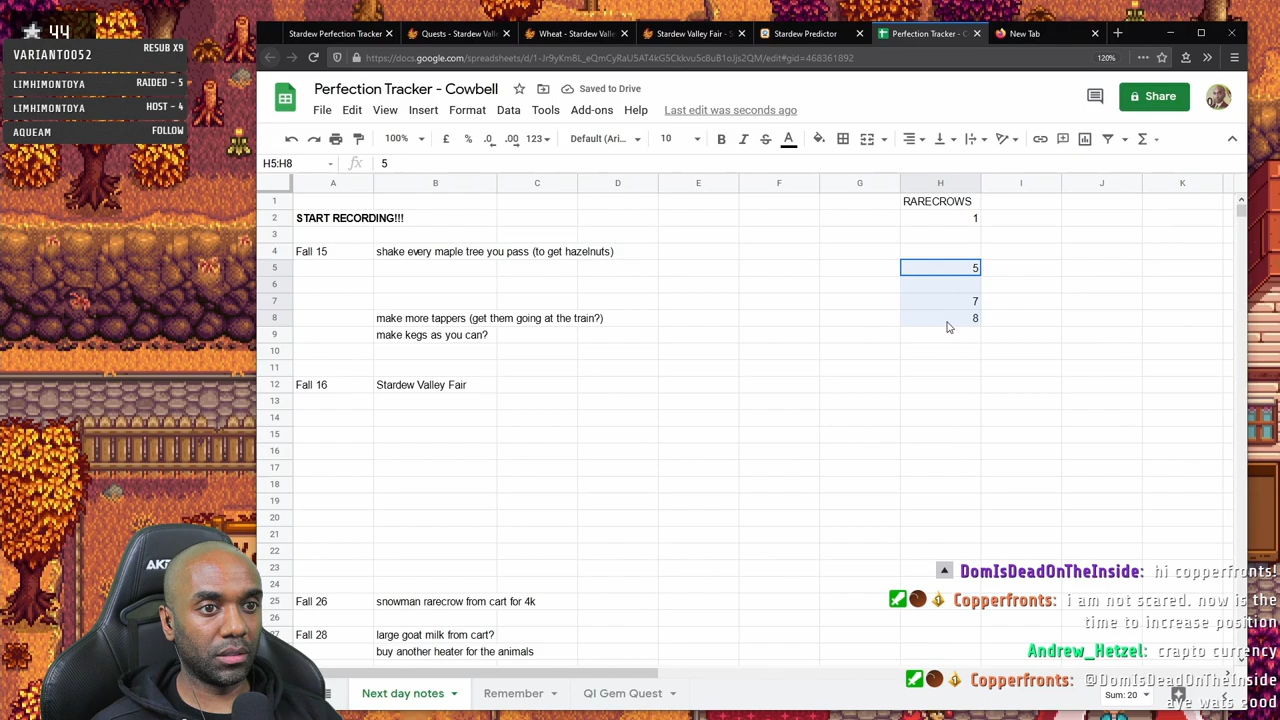 44
VARIANT0052 RESUB X9
LIMHIMONTOYA RAIDED - 5
LIMHIMONTOYA HOST - 4
AQUEAM FOLLOW
Stardew Perfection Tracker
Quests - Stardew Valle
Wheat - Stardew Valle
Stardew Valley Fair - S
Stardew Predictor
Perfection Tracker - C
New Tab
120%
Perfection Tracker - Cowbell
Saved to Drive
File Edit View Insert Format Data Tools Add-ons Help Last edit was seconds ago
Share
100% £ % .0 .00 123 Default (Ari... 10 B I S A
H5:H8 fx 5
A B C D E F G H I J K
1 RARECROWS
2 START RECORDING!!! 1
3
4 Fall 15 shake every maple tree you pass (to get hazelnuts)
5 5
6
7 7
8 make more tappers (get them going at the train?) 8
9 make kegs as you can?
10
11
12 Fall 16 Stardew Valley Fair
13
14
15
16
17
18
19
20
21
22
23
24
25 Fall 26 snowman rarecrow from cart for 4k
26
27 Fall 28 large goat milk from cart?
buy another heater for the animals
Next day notes Remember QI Gem Quest Sum: 20
DomIsDeadOnTheInside: hi copperfronts!
Copperfronts: i am not scared. now is the
time to increase position
Andrew_Hetzel: crapto currency
Copperfronts: @DomIsDeadOnTheInside
aye wats good